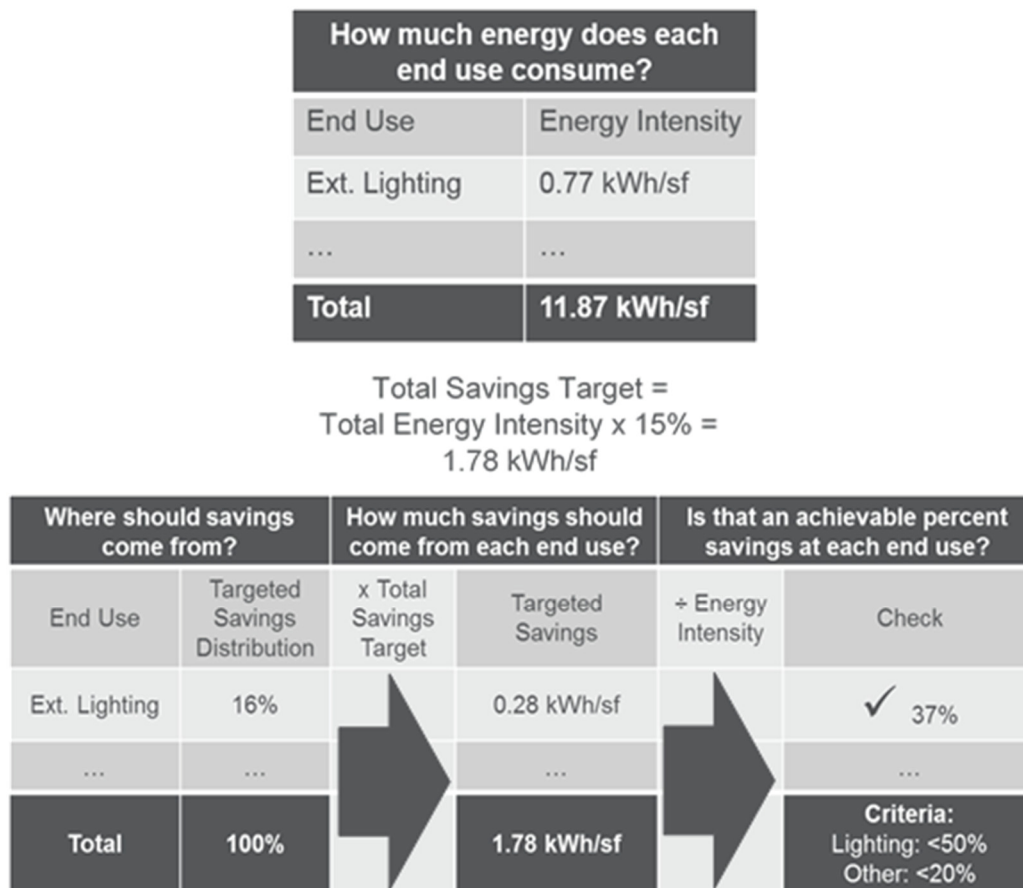 How much energy does each
end use consume?
End Use Energy Intensity
Ext. Lighting 0.77 kWh/sf
... ...
Total 11.87 kWh/sf
Total Savings Target =
Total Energy Intensity x 15% =
1.78 kWh/sf
Where should savings
come from?
How much savings should
come from each end use?
Is that an achievable percent
savings at each end use?
End Use
Targeted
Savings
Distribution
x Total
Savings
Target
Targeted
Savings
÷ Energy
Intensity
Check
Ext. Lighting 16% 0.28 kWh/sf ✓ 37%
... ... ... ...
Total 100% 1.78 kWh/sf
Criteria:
Lighting: <50%
Other: <20%